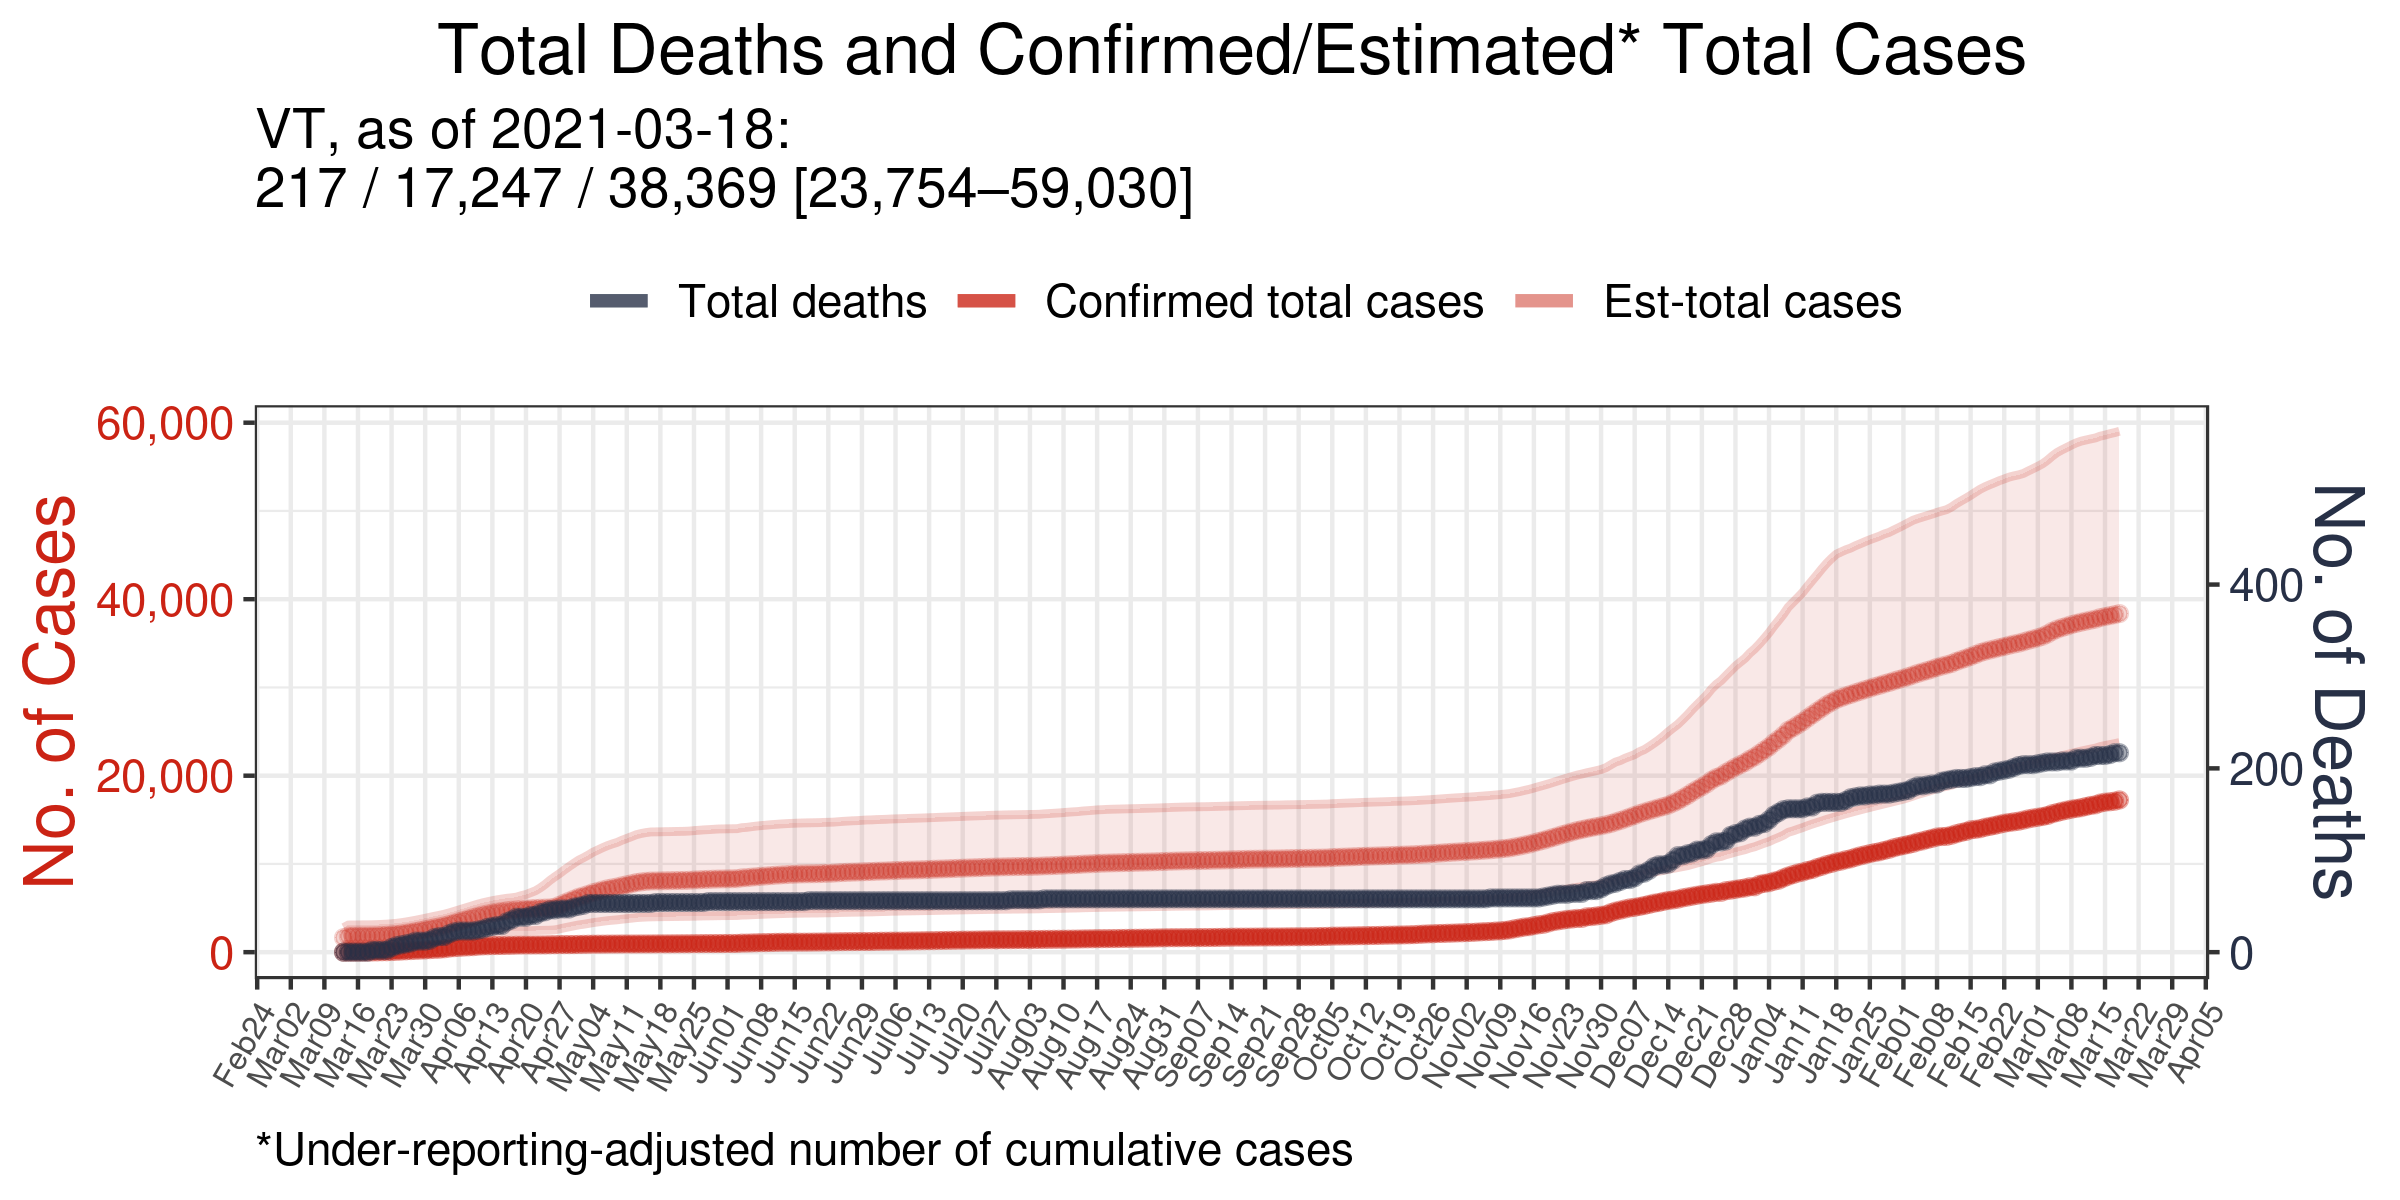 Total Deaths and Confirmed/Estimated* Total Cases
VT, as of 2021-03-18:
217 / 17,247 / 38,369 [23,754–59,030]
Total deaths
Confirmed total cases
Est-total cases
No. of Cases
60,000
40,000
20,000
0
No. of Deaths
400
200
0
Feb24
Mar02
Mar09
Mar16
Mar23
Mar30
Apr06
Apr13
Apr20
Apr27
May04
May11
May18
May25
Jun01
Jun08
Jun15
Jun22
Jun29
Jul06
Jul13
Jul20
Jul27
Aug03
Aug10
Aug17
Aug24
Aug31
Sep07
Sep14
Sep21
Sep28
Oct05
Oct12
Oct19
Oct26
Nov02
Nov09
Nov16
Nov23
Nov30
Dec07
Dec14
Dec21
Dec28
Jan04
Jan11
Jan18
Jan25
Feb01
Feb08
Feb15
Feb22
Mar01
Mar08
Mar15
Mar22
Mar29
Apr05
*Under-reporting-adjusted number of cumulative cases